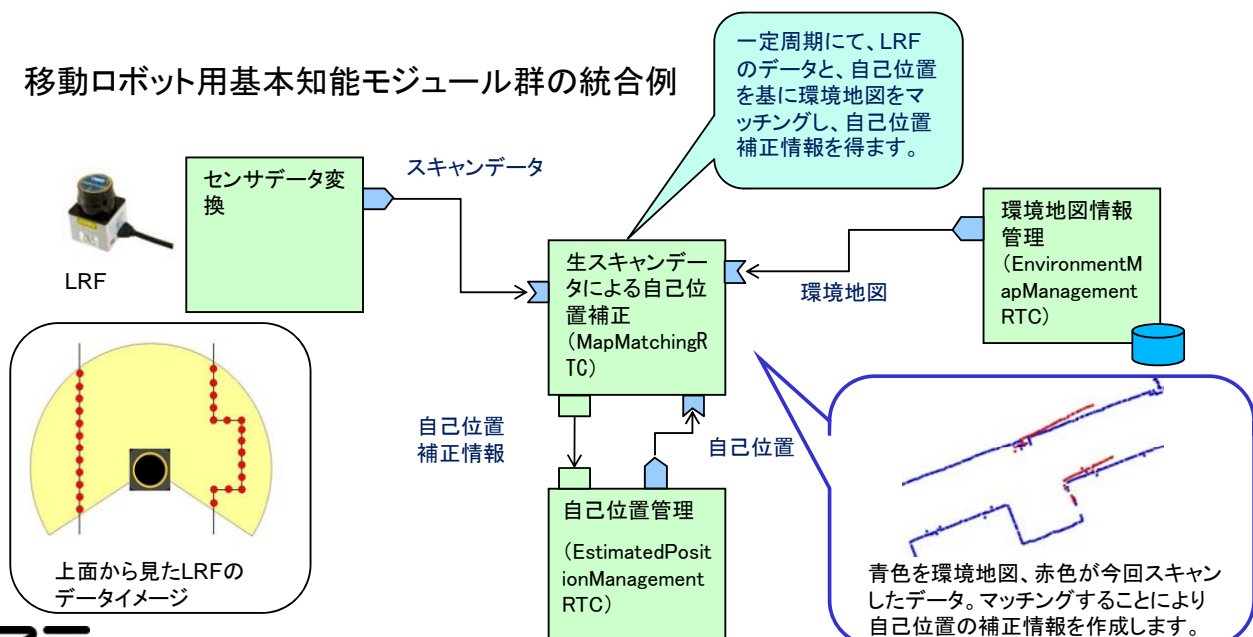 移動ロボット用基本知能モジュール群の統合例
一定周期にて、LRF
のデータと、自己位置
を基に環境地図をマ
ッチングし、自己位置
補正情報を得ます。
LRF
センサデータ変
換
スキャンデータ
生スキャンデー
タによる自己位
置補正
（MapMatchingR
TC）
環境地図
環境地図情報
管理
（EnvironmentM
apManagement
RTC）
上面から見たLRFの
データイメージ
自己位置
補正情報
自己位置
自己位置管理
（EstimatedPosit
ionManagement
RTC）
青色を環境地図、赤色が今回スキャン
したデータ。マッチングすることにより
自己位置の補正情報を作成します。